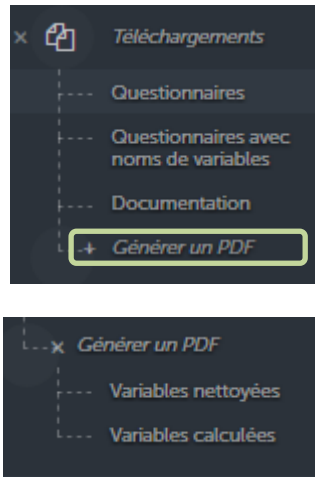 × Téléchargements
Questionnaires
Questionnaires avec
noms de variables
Documentation
+ Générer un PDF
× Générer un PDF
Variables nettoyées
Variables calculées